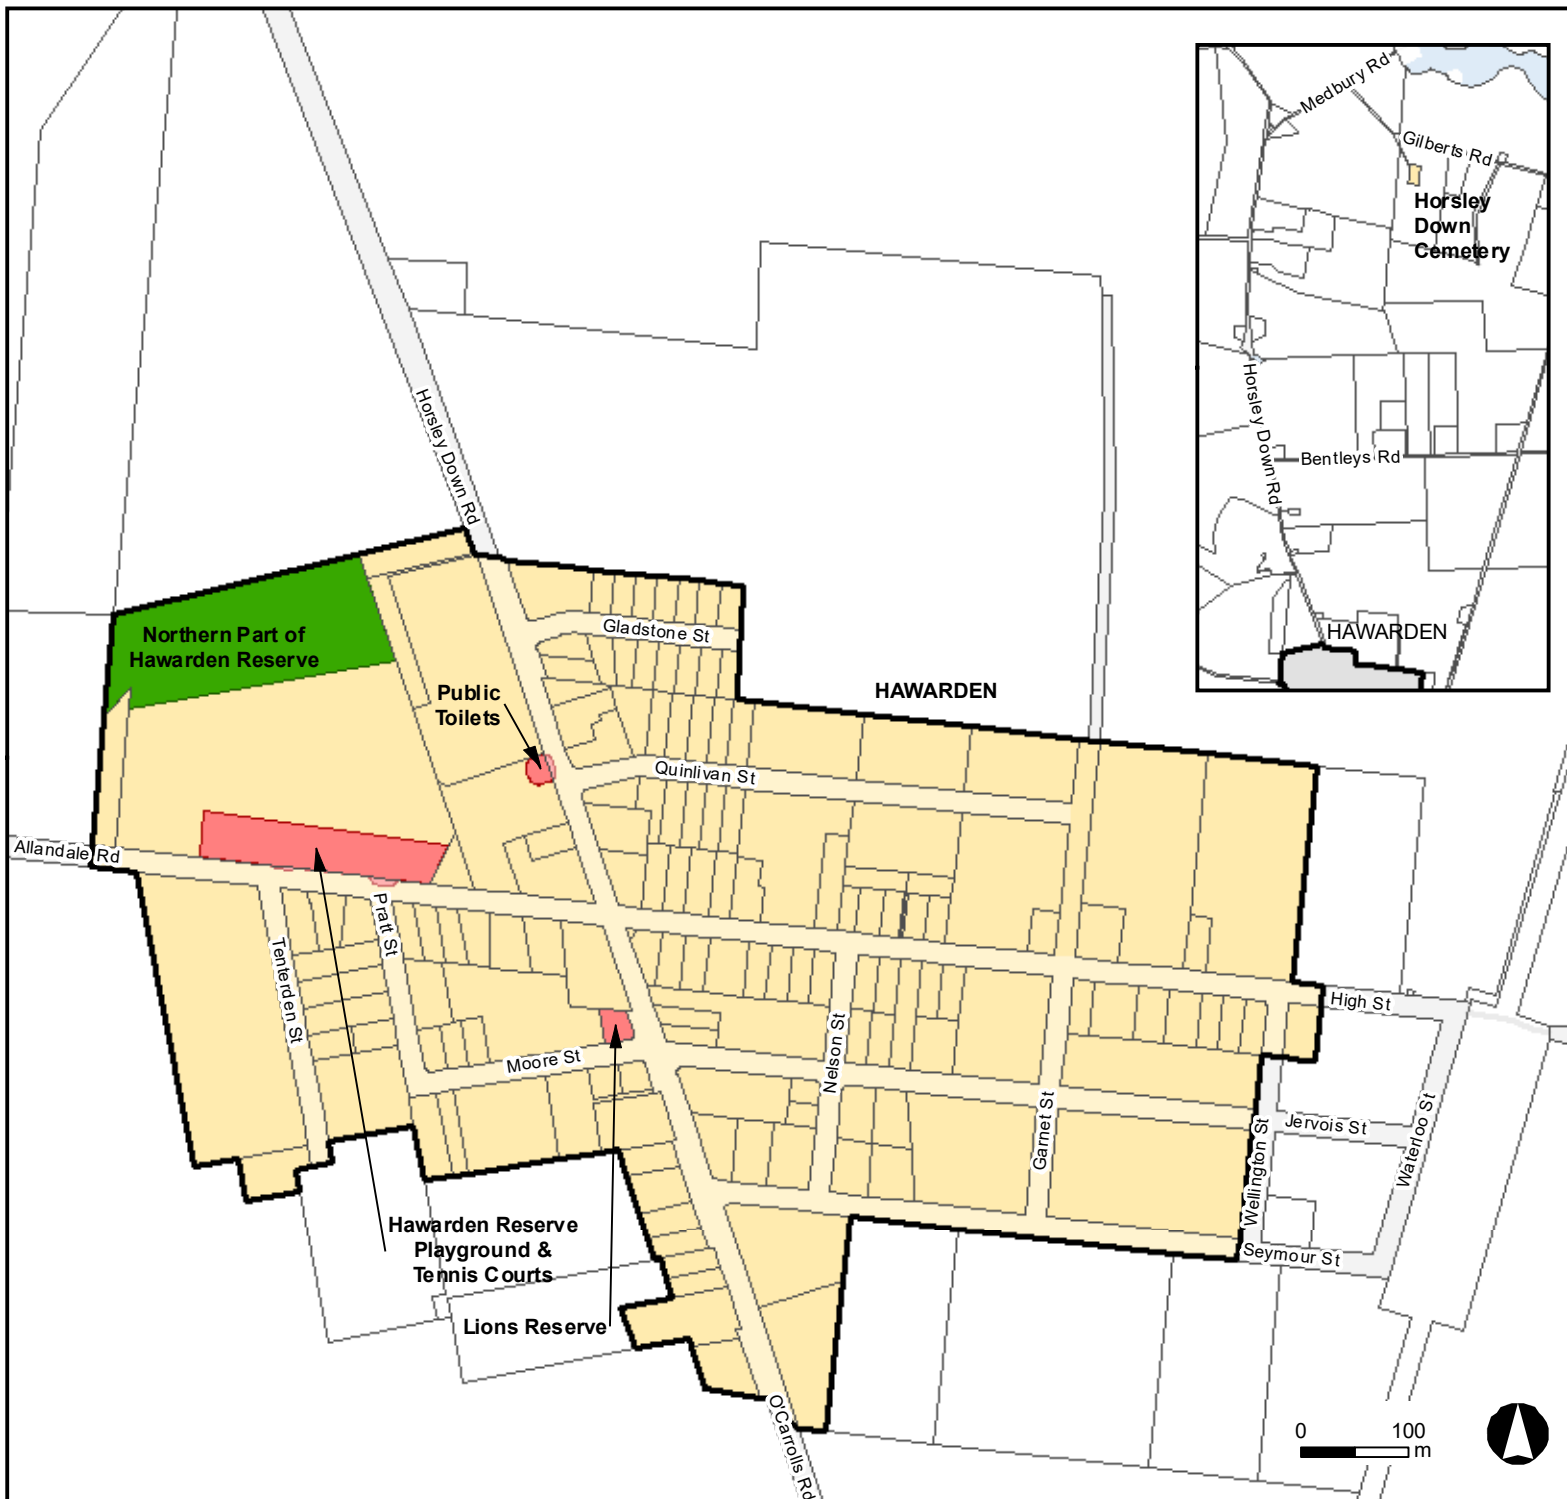 Medbury Rd
Gilberts Rd
Horsley
Down
Cemetery
Horsley Down Rd
Bentleys Rd
HAWARDEN
Horsley Down Rd
Northern Part of
Hawarden Reserve
Gladstone St
Public
Toilets
HAWARDEN
Quinlivan St
Allandale Rd
Pratt St
Tenterden St
High St
Moore St
Nelson St
Garnet St
Jervois St
Wellington St
Waterloo St
Hawarden Reserve
Playground &
Tennis Courts
Seymour St
Lions Reserve
O'Carrolls Rd
0 100
m